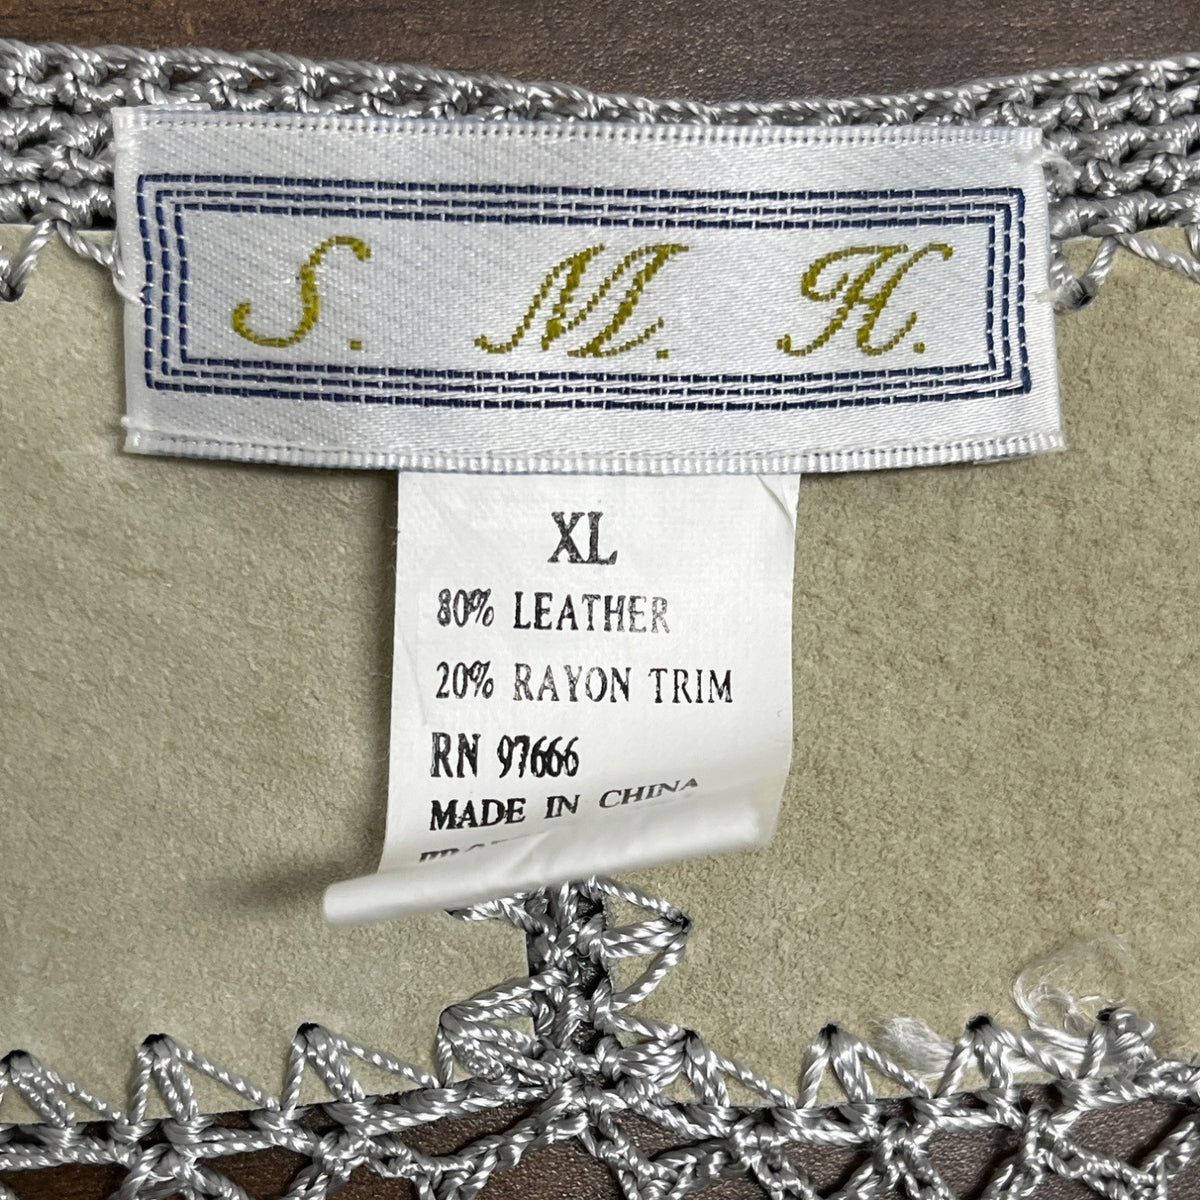 S. M. H.
XL
80% LEATHER
20% RAYON TRIM
RN 97666
MADE IN CHINA